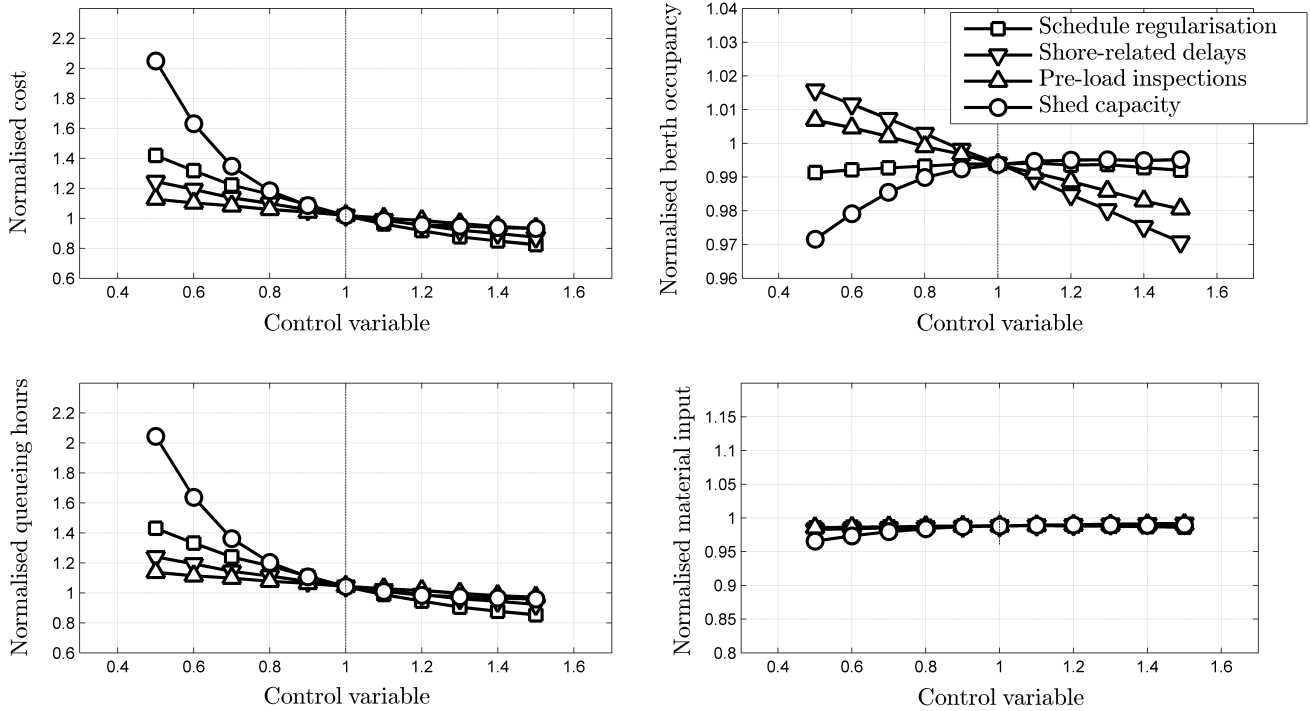 Normalised cost
2.2
2
1.8
1.6
1.4
1.2
1
0.8
0.6
0.4 0.6 0.8 1 1.2 1.4 1.6
Control variable
Normalised berth occupancy
1.04
1.03
1.02
1.01
1
0.99
0.98
0.97
0.96
0.4 0.6 0.8 1 1.2 1.4 1.6
Control variable
Schedule regularisation
Shore-related delays
Pre-load inspections
Shed capacity
Normalised queueing hours
2.2
2
1.8
1.6
1.4
1.2
1
0.8
0.6
0.4 0.6 0.8 1 1.2 1.4 1.6
Control variable
Normalised material input
1.15
1.1
1.05
1
0.95
0.9
0.85
0.8
0.4 0.6 0.8 1 1.2 1.4 1.6
Control variable